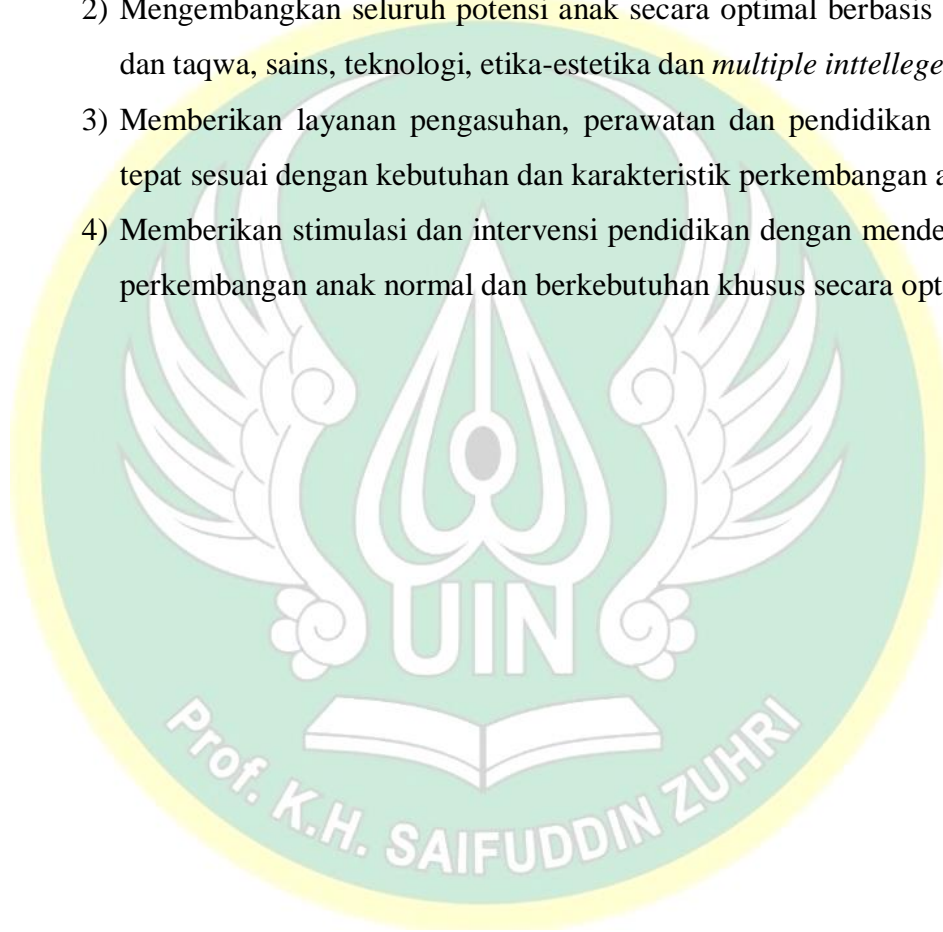 2) Mengembangkan seluruh potensi anak secara optimal berbasis
dan taqwa, sains, teknologi, etika-estetika dan multiple inttellege
3) Memberikan layanan pengasuhan, perawatan dan pendidikan
tepat sesuai dengan kebutuhan dan karakteristik perkembangan a
4) Memberikan stimulasi dan intervensi pendidikan dengan mende
perkembangan anak normal dan berkebutuhan khusus secara opt
UIN
Prof. K.H. SAIFUDDIN ZUHRI